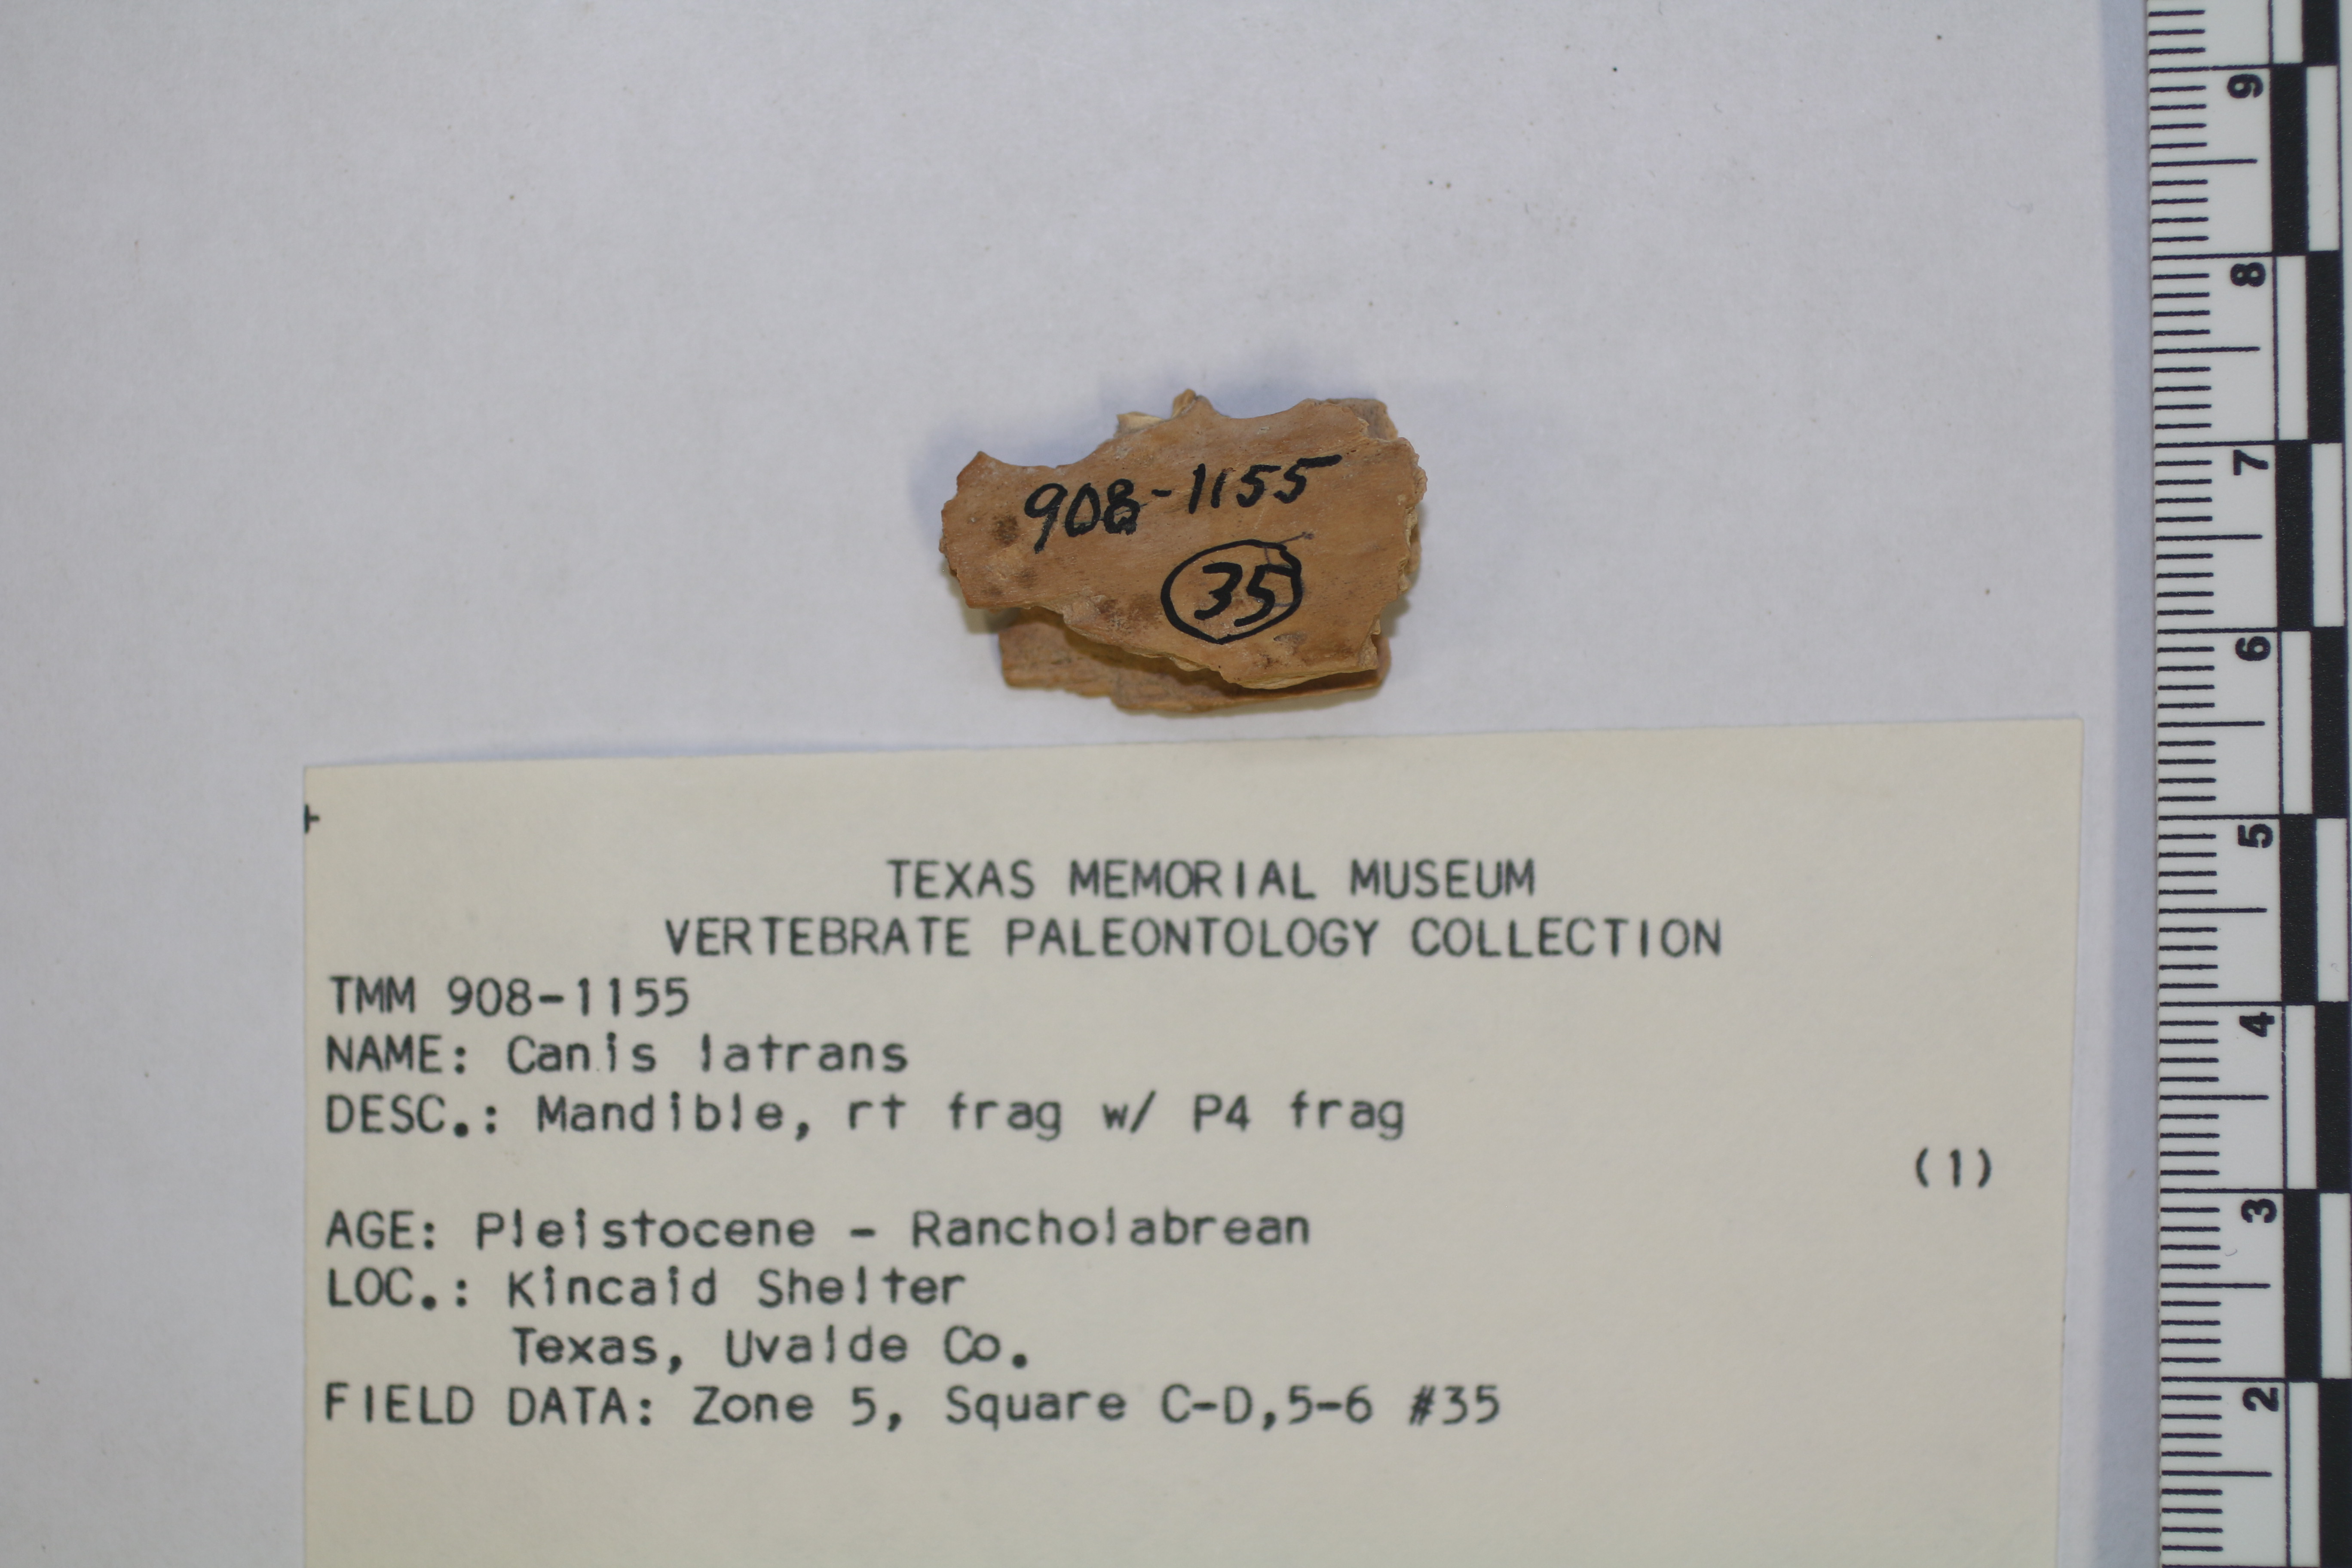 908-1155
35
TEXAS MEMORIAL MUSEUM
VERTEBRATE PALEONTOLOGY COLLECTION
TMM 908-1155
NAME: Canis latrans
DESC.: Mandible, rt frag w/ P4 frag
(1)
AGE: Pleistocene - Rancholabrean
LOC.: Kincaid Shelter
Texas, Uvalde Co.
FIELD DATA: Zone 5, Square C-D,5-6 #35
9
8
7
6
5
4
3
2